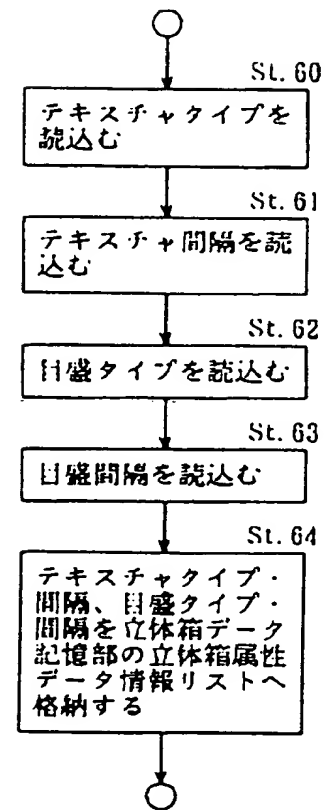 St. 60
テキスチャタイプを
読込む
St. 61
テキスチャ間隔を読
込む
St. 62
目盛タイプを読込む
St. 63
目盛間隔を読込む
St. 64
テキスチャタイプ・
間隔、目盛タイプ・
間隔を立体箱データ
記憶部の立体箱属性
データ情報リストへ
格納する